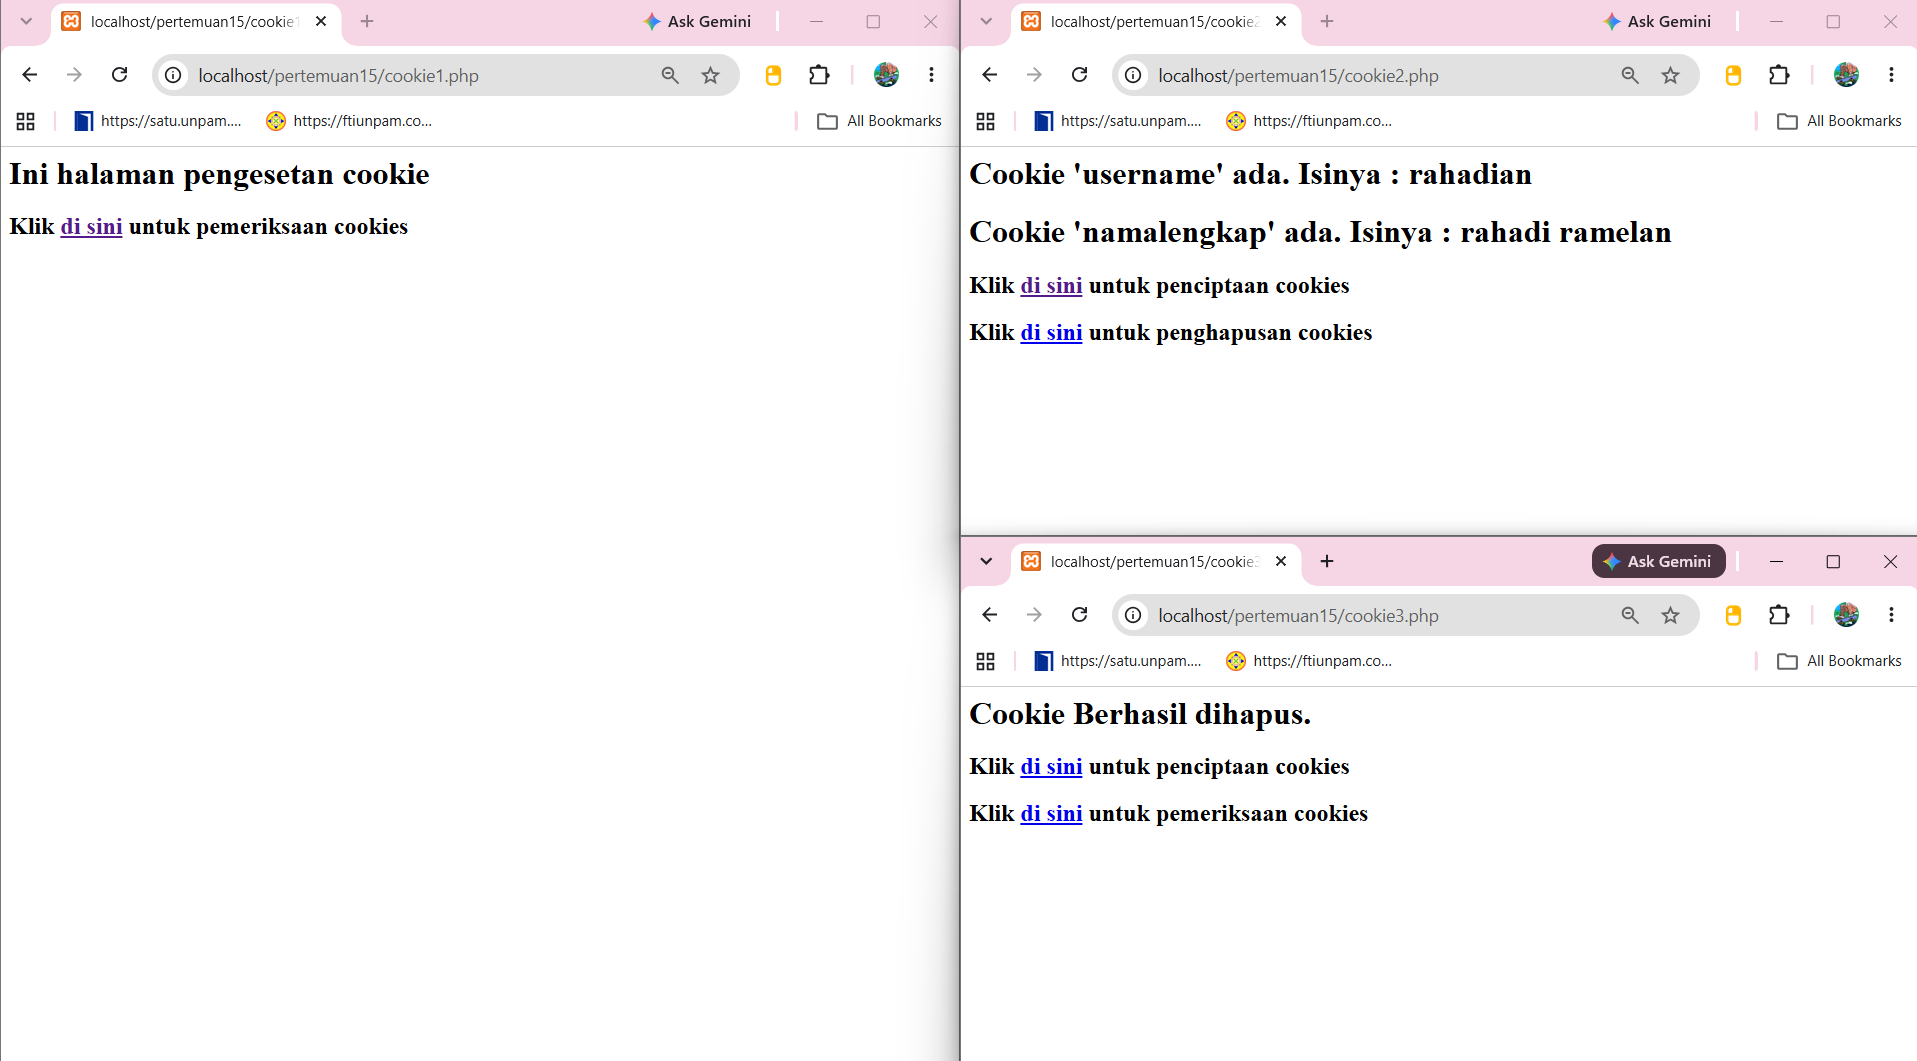 localhost/pertemuan15/cookie1
Ask Gemini
localhost/pertemuan15/cookie1.php
https://satu.unpam....
https://ftiunpam.co...
All Bookmarks
Ini halaman pengesetan cookie
Klik di sini untuk pemeriksaan cookies
localhost/pertemuan15/cookie2
Ask Gemini
localhost/pertemuan15/cookie2.php
https://satu.unpam....
https://ftiunpam.co...
All Bookmarks
Cookie 'username' ada. Isinya : rahadian
Cookie 'namalengkap' ada. Isinya : rahadi ramelan
Klik di sini untuk penciptaan cookies
Klik di sini untuk penghapusan cookies
localhost/pertemuan15/cookie3
Ask Gemini
localhost/pertemuan15/cookie3.php
https://satu.unpam....
https://ftiunpam.co...
All Bookmarks
Cookie Berhasil dihapus.
Klik di sini untuk penciptaan cookies
Klik di sini untuk pemeriksaan cookies